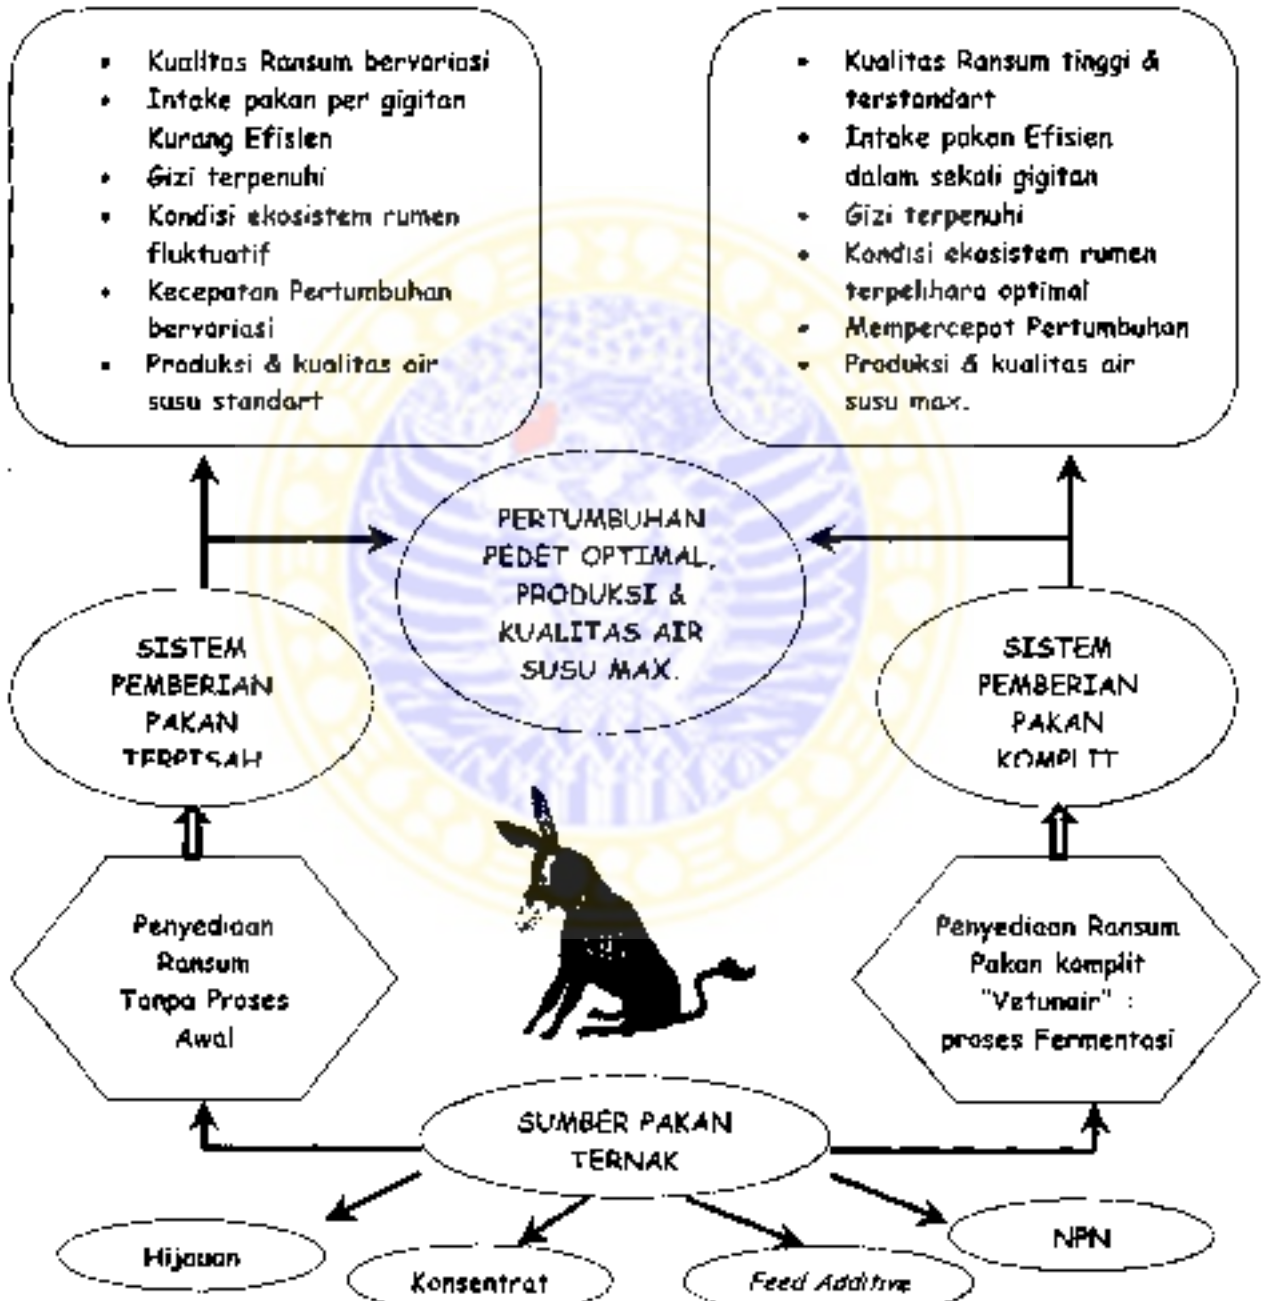 • Kualitas Ransum bervariasi
• Intake pakan per gigitan
Kurang Efisien
• Gizi terpenuhi
• Kondisi ekosistem rumen
fluktuatif
• Kecepatan Pertumbuhan
bervariasi
• Produksi & kualitas air
susu standart
• Kualitas Ransum tinggi &
terstandart
• Intake pakan Efisien
dalam sekali gigitan
• Gizi terpenuhi
• Kondisi ekosistem rumen
terpelihara optimal
• Mempercepat Pertumbuhan
• Produksi & kualitas air
susu max.
PERTUMBUHAN
PEDET OPTIMAL,
PRODUKSI &
KUALITAS AIR
SUSU MAX.
SISTEM
PEMBERIAN
PAKAN
TERPISAH
SISTEM
PEMBERIAN
PAKAN
KOMPLIT
Penyediaan
Ransum
Tanpa Proses
Awal
Penyediaan Ransum
Pakan komplit
"Vetunair" :
proses Fermentasi
SUMBER PAKAN
TERNAK
Hijauan
Konsentrat
Feed Additive
NPN